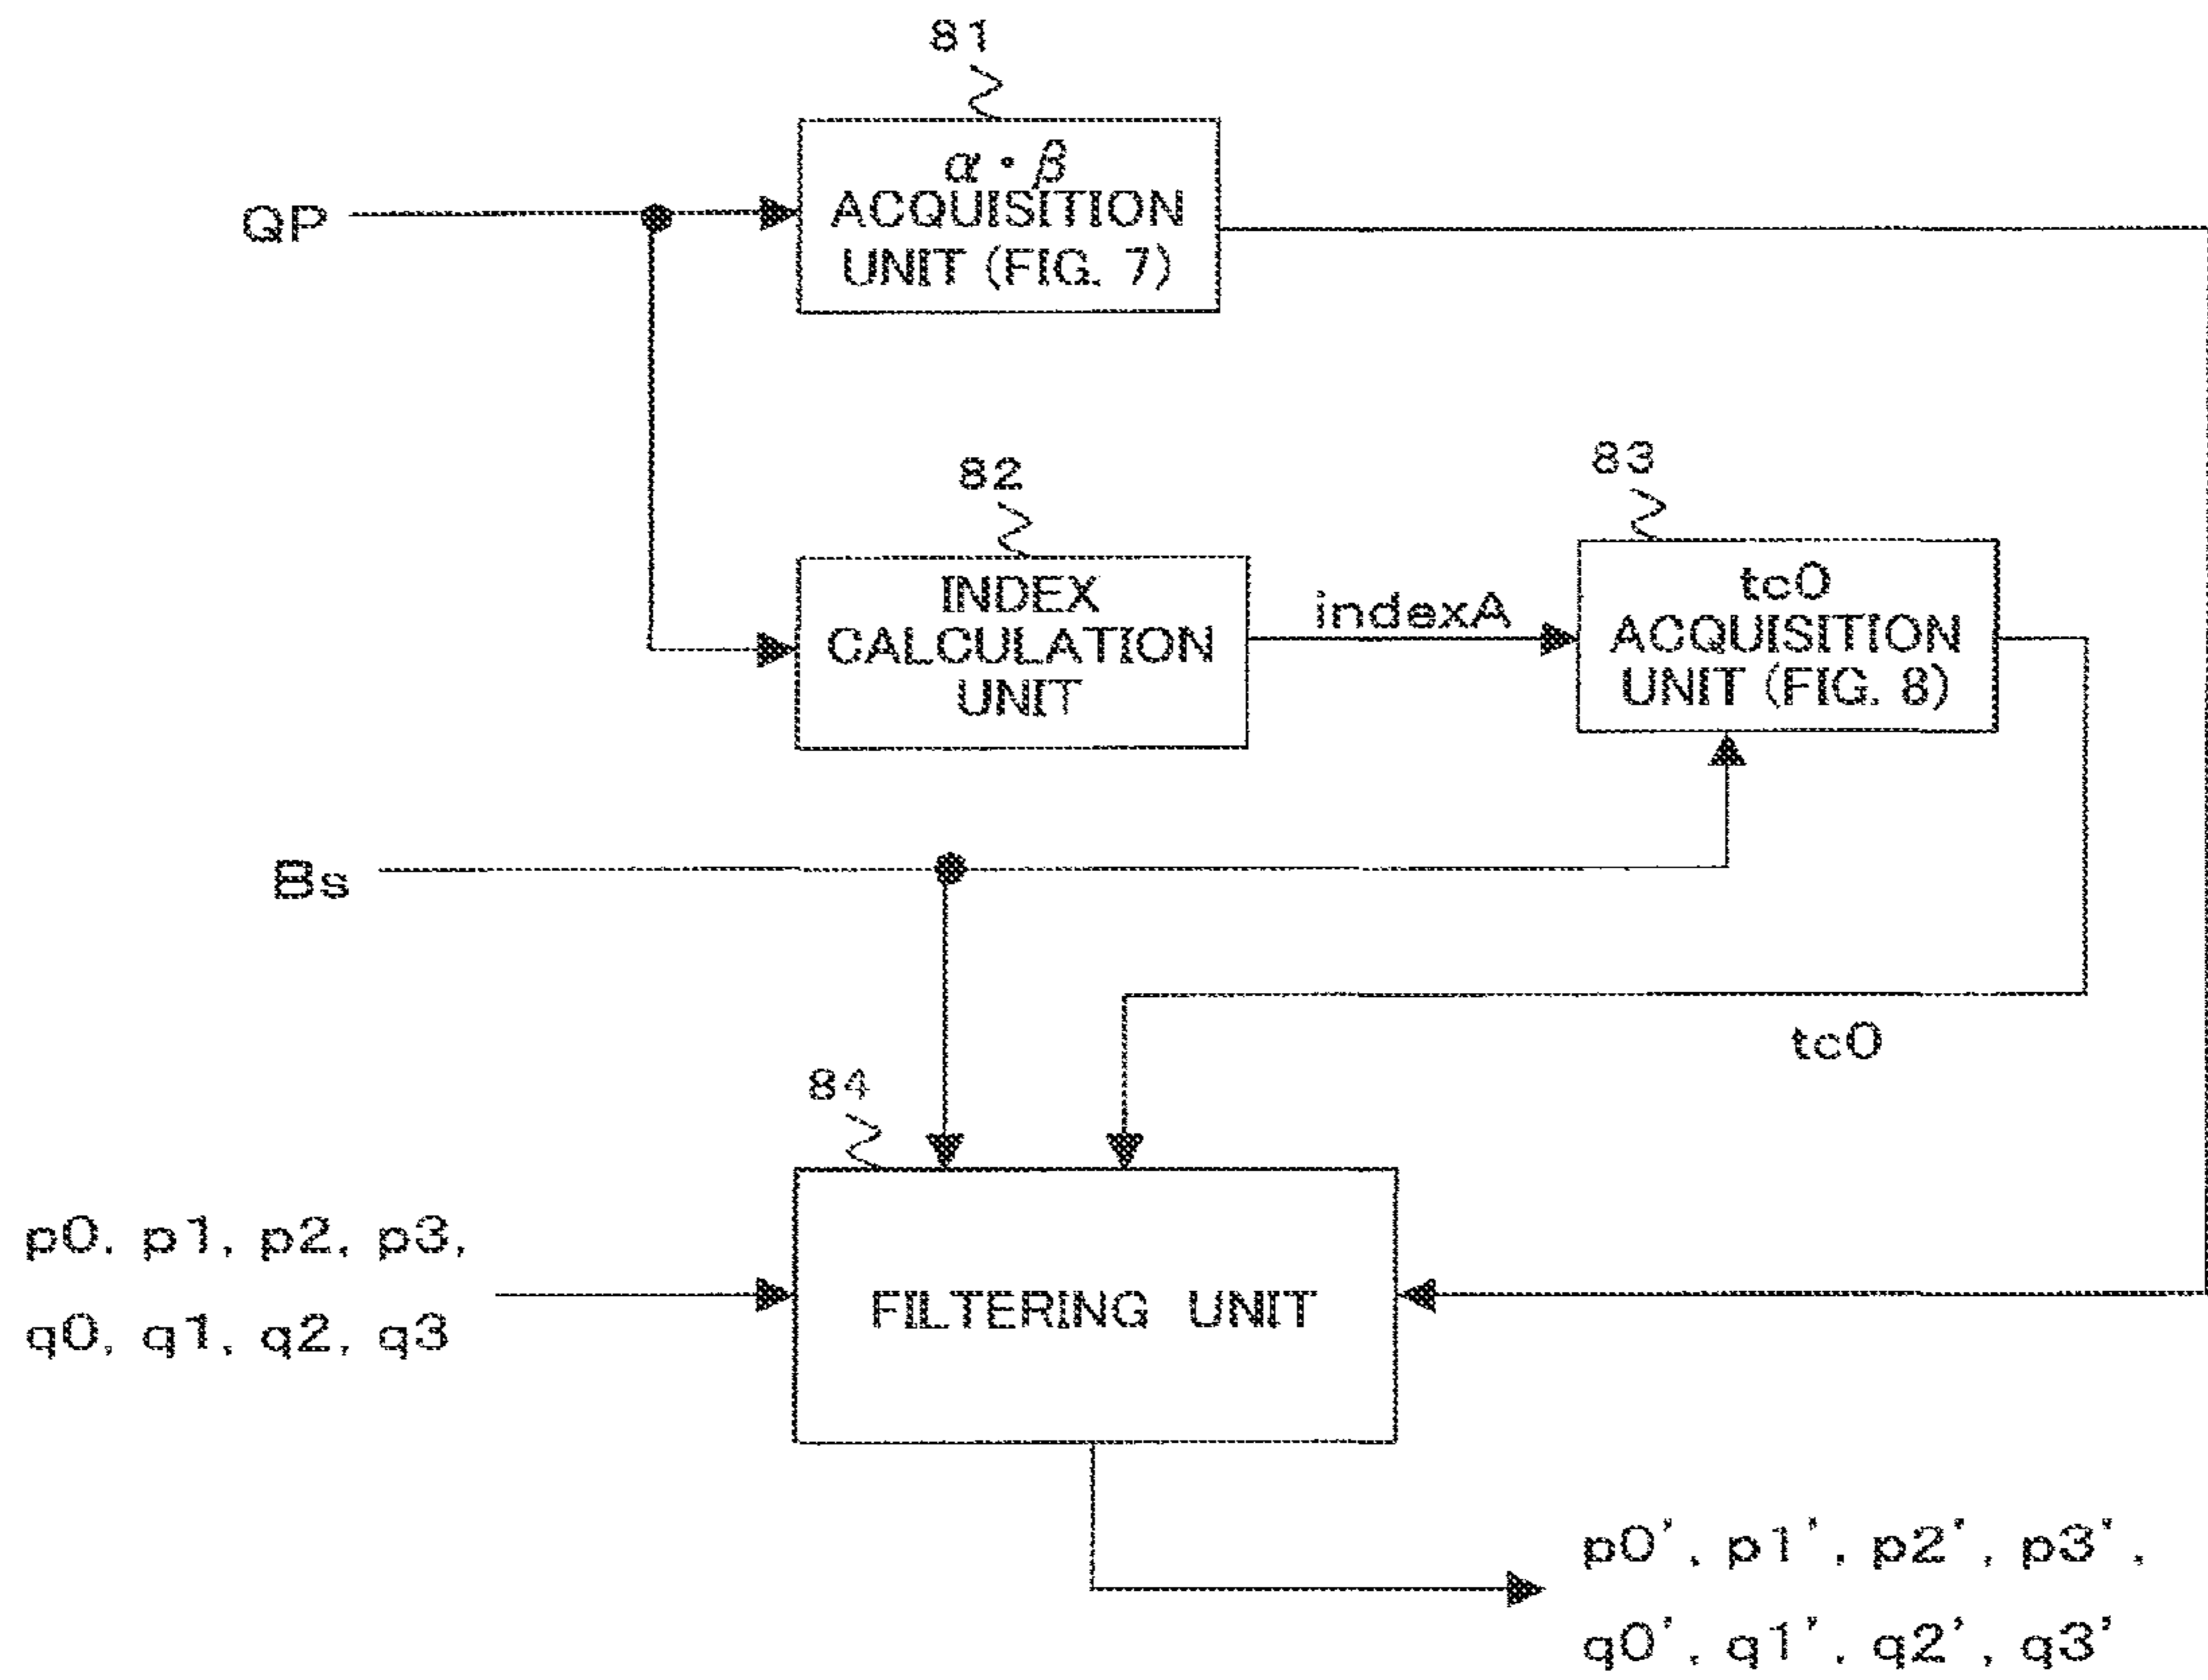 81
α・β
ACQUISITION
UNIT (FIG. 7)
QP
82
INDEX
CALCULATION
UNIT
indexA
83
tc0
ACQUISITION
UNIT (FIG. 8)
Bs
tc0
84
p0, p1, p2, p3,
q0, q1, q2, q3
FILTERING UNIT
p0', p1', p2', p3',
q0', q1', q2', q3'